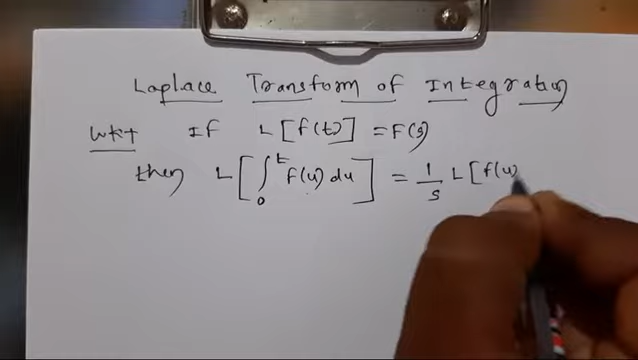 Laplace Transform of Integration
WKT If L[f(t)] = F(s)
then L[∫₀ᵗ f(u) du] = 1/s L[f(u)